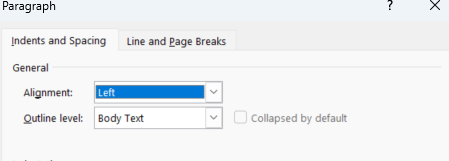 Paragraph ? ×
Indents and Spacing Line and Page Breaks
General
Alignment: Left
Outline level: Body Text Collapsed by default